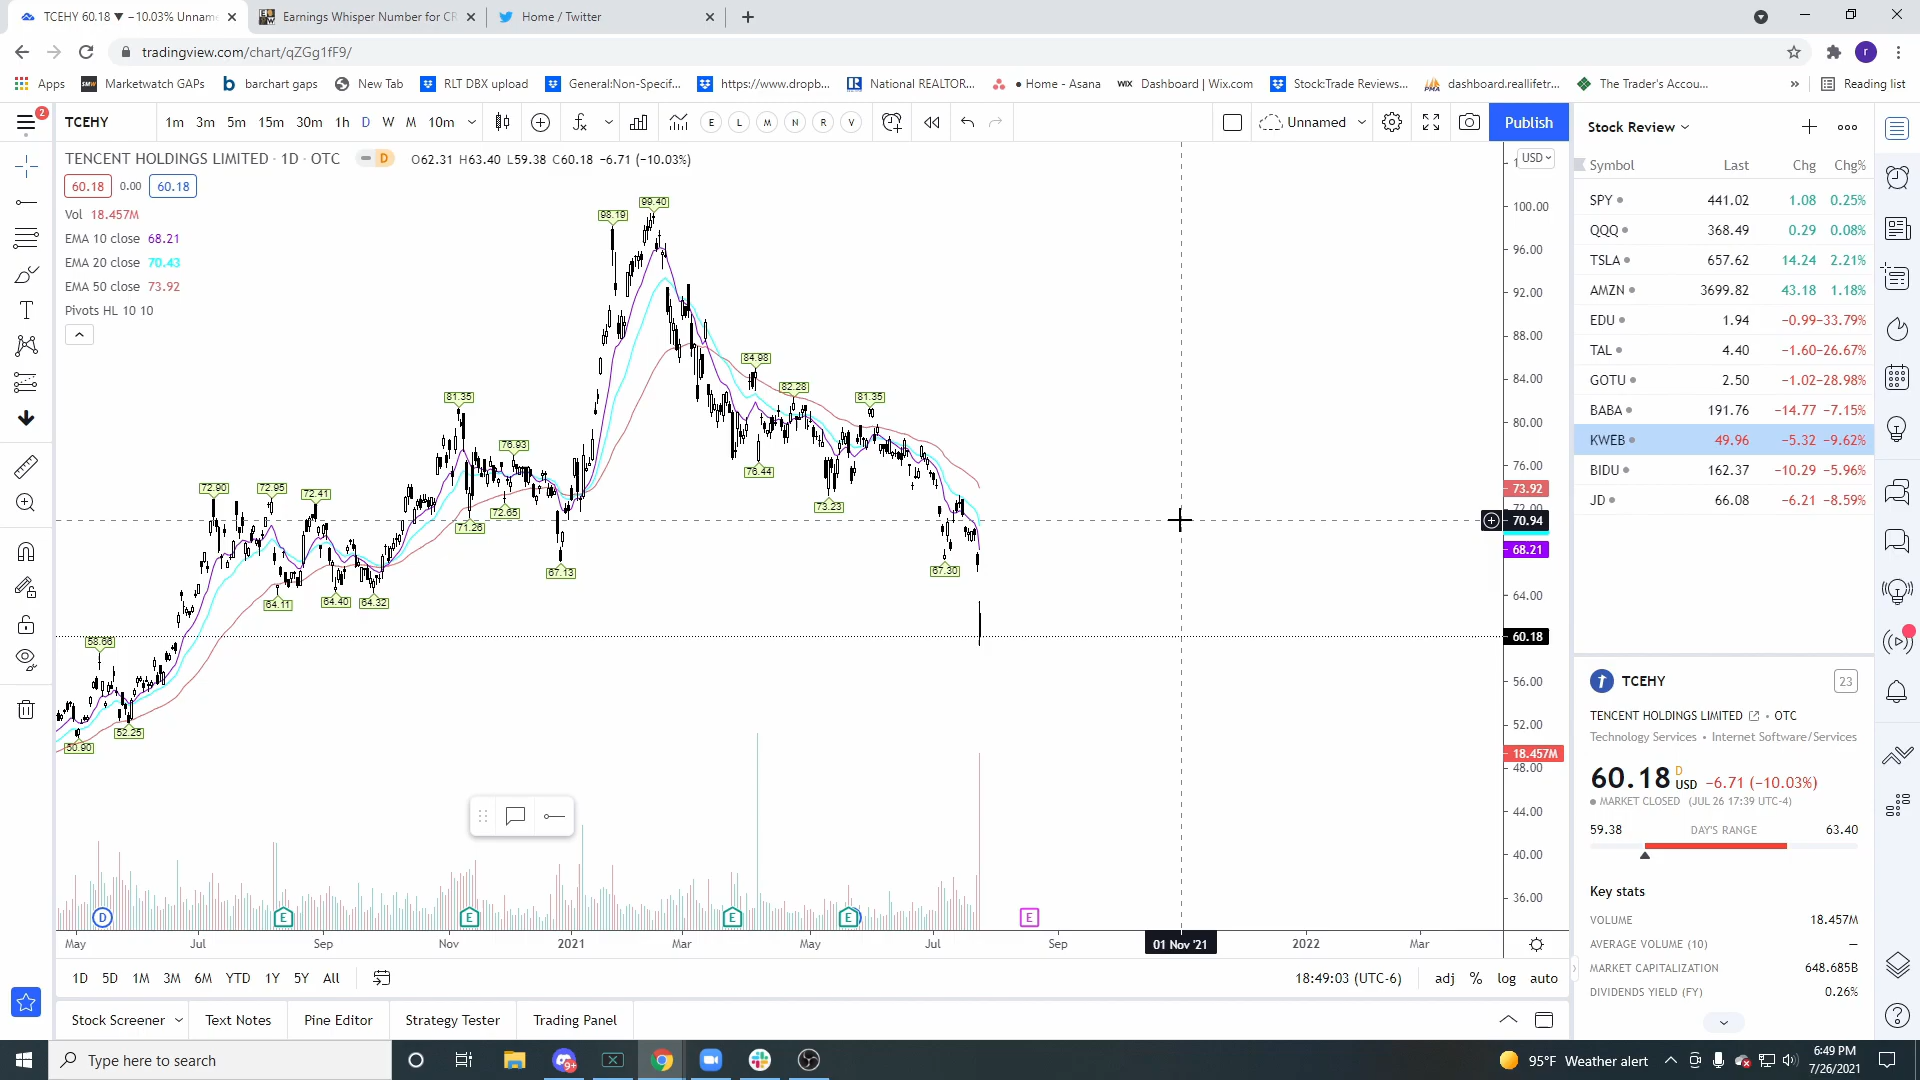 TCEHY 60.18 ▼ −10.03% Unname
Earnings Whisper Number for CR
Home / Twitter
tradingview.com/chart/qZGg1fF9/
r
Apps
Marketwatch GAPs
barchart gaps
New Tab
RLT DBX upload
General:Non-Specif...
https://www.dropb...
National REALTOR...
• Home - Asana
WIX Dashboard | Wix.com
Stock:Trade Reviews...
dashboard.reallifetr...
The Trader's Accou...
»
Reading list
2
TCEHY
1m 3m 5m 15m 30m 1h D W M 10m
E L M N R V
Unnamed
Publish
TENCENT HOLDINGS LIMITED · 1D · OTC
D
O62.31 H63.40 L59.38 C60.18 −6.71 (−10.03%)
60.18 0.00 60.18
Vol 18.457M
EMA 10 close 68.21
EMA 20 close 70.43
EMA 50 close 73.92
Pivots HL 10 10
99.40
98.19
84.98
82.28
81.35
81.35
76.93
76.44
72.90
72.95
72.41
72.65
71.26
73.23
67.13
67.30
64.11
64.40
64.32
58.66
52.25
50.90
USD
100.00
96.00
92.00
88.00
84.00
80.00
76.00
73.92
72.00
70.94
68.21
64.00
60.18
56.00
52.00
18.457M
48.00
44.00
40.00
36.00
D E E E E E
May Jul Sep Nov 2021 Mar May Jul Sep 01 Nov '21 2022 Mar
1D 5D 1M 3M 6M YTD 1Y 5Y All
18:49:03 (UTC-6) adj % log auto
Stock Screener
Text Notes
Pine Editor
Strategy Tester
Trading Panel
Stock Review
Symbol Last Chg Chg%
SPY 441.02 1.08 0.25%
QQQ 368.49 0.29 0.08%
TSLA 657.62 14.24 2.21%
AMZN 3699.82 43.18 1.18%
EDU 1.94 −0.99 −33.79%
TAL 4.40 −1.60 −26.67%
GOTU 2.50 −1.02 −28.98%
BABA 191.76 −14.77 −7.15%
KWEB 49.96 −5.32 −9.62%
BIDU 162.37 −10.29 −5.96%
JD 66.08 −6.21 −8.59%
TCEHY
23
TENCENT HOLDINGS LIMITED • OTC
Technology Services • Internet Software/Services
60.18 D USD −6.71 (−10.03%)
MARKET CLOSED (JUL 26 17:39 UTC-4)
59.38 DAY'S RANGE 63.40
Key stats
VOLUME 18.457M
AVERAGE VOLUME (10) —
MARKET CAPITALIZATION 648.685B
DIVIDENDS YIELD (FY) 0.26%
Type here to search
9+
95°F Weather alert
6:49 PM
7/26/2021